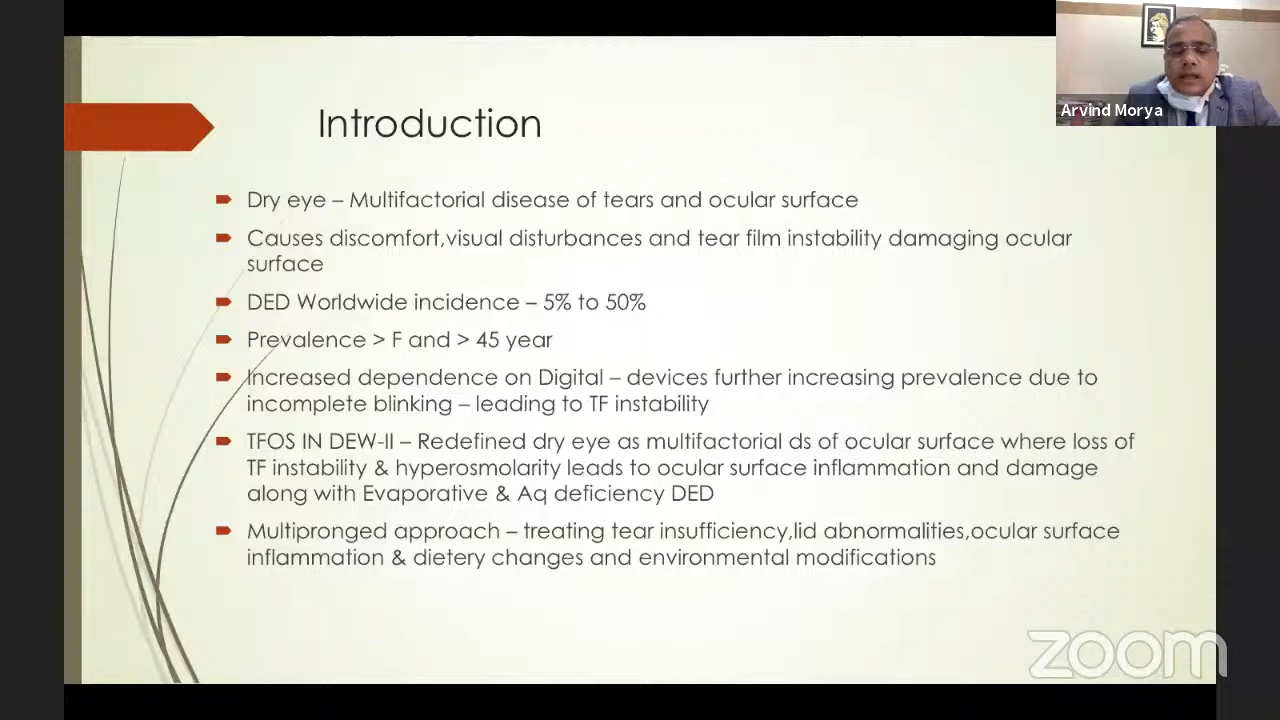 Introduction
Arvind Morya
Dry eye – Multifactorial disease of tears and ocular surface
Causes discomfort,visual disturbances and tear film instability damaging ocular
surface
DED Worldwide incidence – 5% to 50%
Prevalence > F and > 45 year
Increased dependence on Digital – devices further increasing prevalence due to
incomplete blinking – leading to TF instability
TFOS IN DEW-II – Redefined dry eye as multifactorial ds of ocular surface where loss of
TF instability & hyperosmolarity leads to ocular surface inflammation and damage
along with Evaporative & Aq deficiency DED
Multipronged approach – treating tear insufficiency,lid abnormalities,ocular surface
inflammation & dietery changes and environmental modifications
zoom